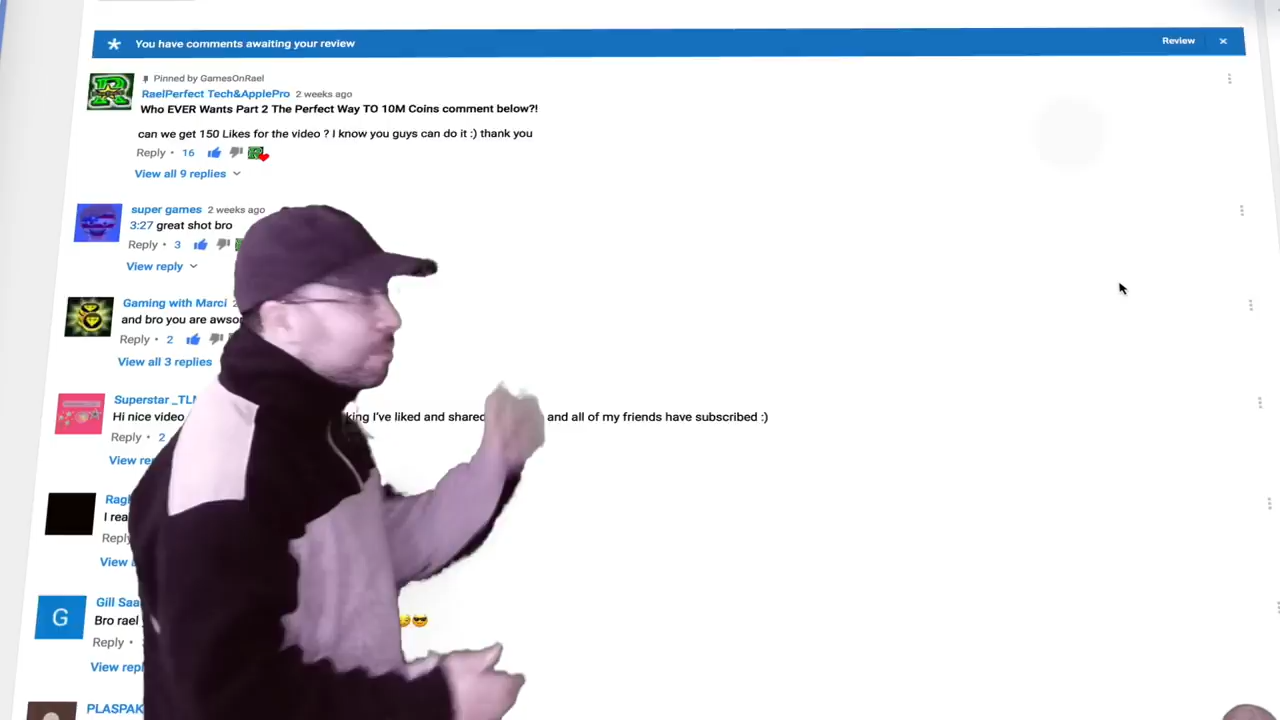 You have comments awaiting your review
Review
Pinned by GamesOnRael
RaelPerfect Tech&ApplePro 2 weeks ago
Who EVER Wants Part 2 The Perfect Way TO 10M Coins comment below?!
can we get 150 Likes for the video ? I know you guys can do it :) thank you
Reply • 16
View all 9 replies
super games 2 weeks ago
3:27 great shot bro
Reply • 3
View reply
Gaming with Marci 2
and bro you are awso
Reply • 2
View all 3 replies
Superstar _TLM
Hi nice video king I've liked and shared and all of my friends have subscribed :)
Reply • 2
View re
Ragh
I rea
Reply
View
G
Gill Saa
Bro rael 😎
Reply •
View repl
PLASPAK